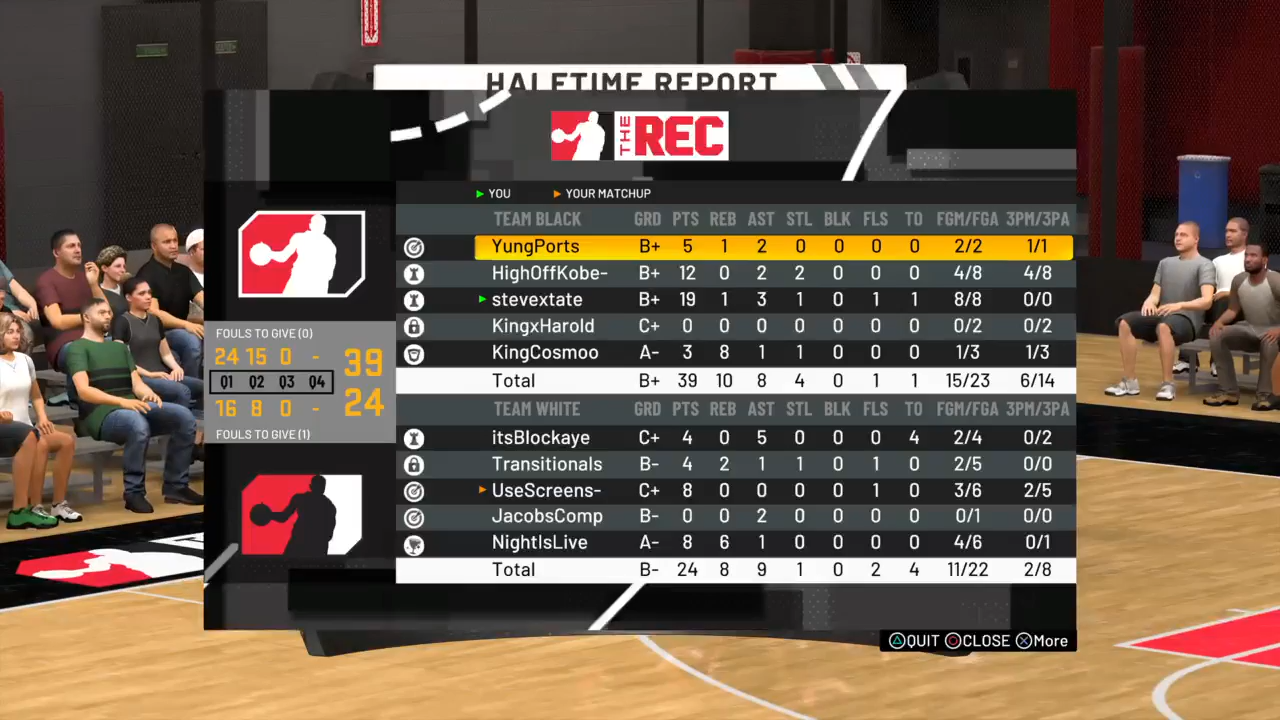 HALFTIME REPORT
THE REC
YOU YOUR MATCHUP
TEAM BLACK GRD PTS REB AST STL BLK FLS TO FGM/FGA 3PM/3PA
YungPorts B+ 5 1 2 0 0 0 0 2/2 1/1
HighOffKobe- B+ 12 0 2 2 0 0 0 4/8 4/8
stevextate B+ 19 1 3 1 0 1 1 8/8 0/0
KingxHarold C+ 0 0 0 0 0 0 0 0/2 0/2
KingCosmoo A- 3 8 1 1 0 0 0 1/3 1/3
Total B+ 39 10 8 4 0 1 1 15/23 6/14
FOULS TO GIVE (0)
24 15 0 - 39
Q1 Q2 Q3 Q4
16 8 0 - 24
FOULS TO GIVE (1)
TEAM WHITE GRD PTS REB AST STL BLK FLS TO FGM/FGA 3PM/3PA
itsBlockaye C+ 4 0 5 0 0 0 4 2/4 0/2
Transitionals B- 4 2 1 1 0 1 0 2/5 0/0
UseScreens- C+ 8 0 0 0 0 1 0 3/6 2/5
JacobsComp B- 0 0 2 0 0 0 0 0/1 0/0
NightIsLive A- 8 6 1 0 0 0 0 4/6 0/1
Total B- 24 8 9 1 0 2 4 11/22 2/8
QUIT CLOSE More